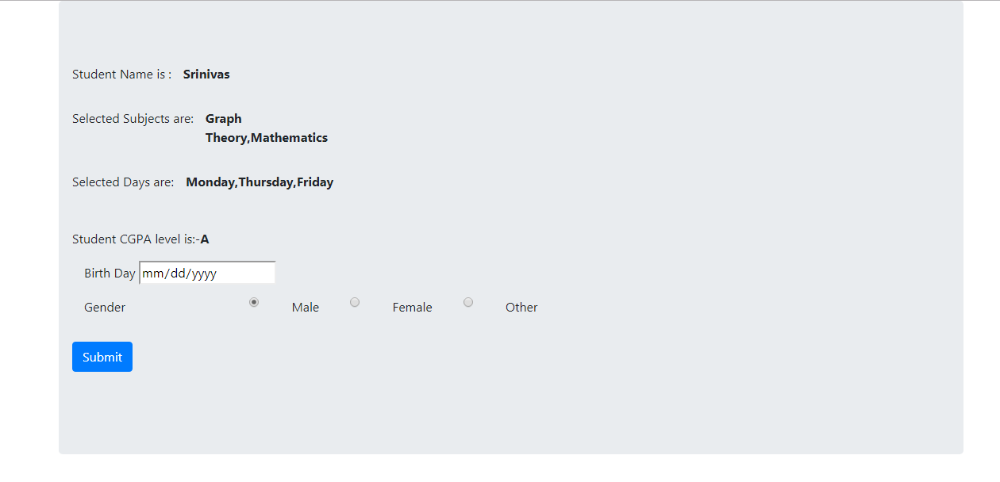 Student Name is : Srinivas
Selected Subjects are: Graph
Theory,Mathematics
Selected Days are: Monday,Thursday,Friday
Student CGPA level is:-A
Birth Day mm/dd/yyyy
Gender Male Female Other
Submit